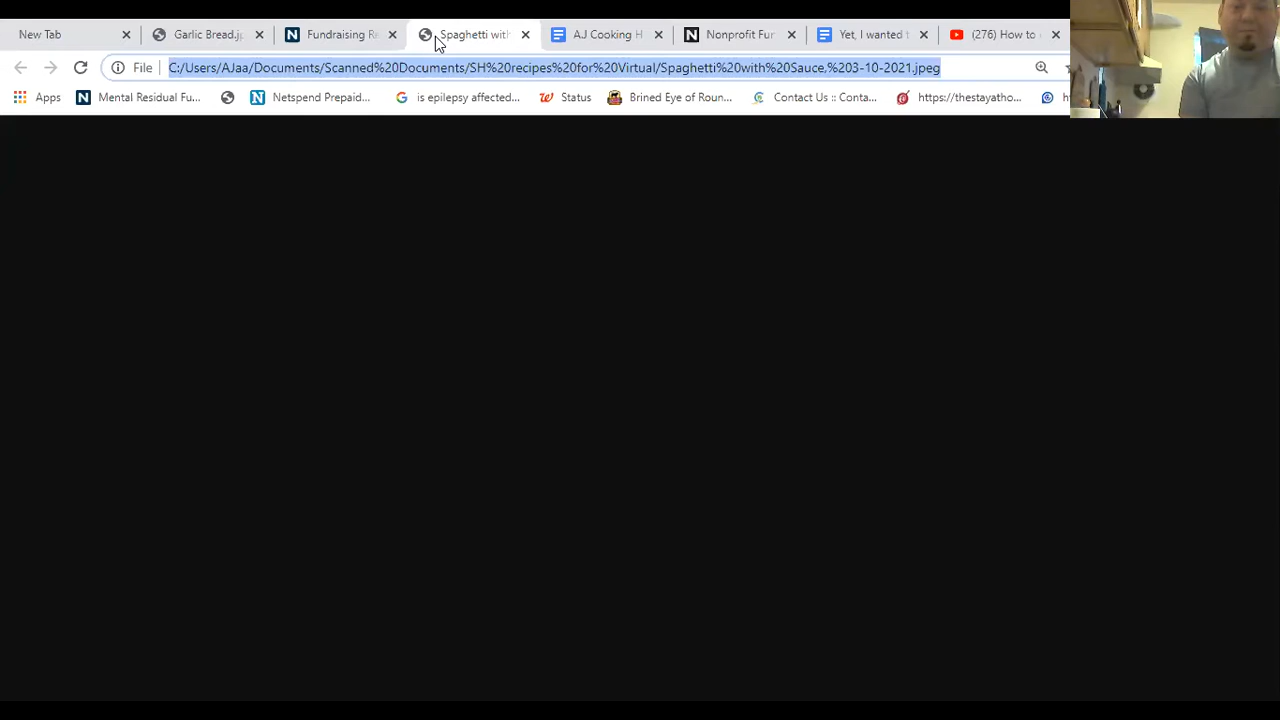 New Tab
Garlic Bread.j
Fundraising R
Spaghetti with
AJ Cooking H
Nonprofit Fun
Yet, I wanted t
(276) How to
File
C:/Users/AJaa/Documents/Scanned%20Documents/SH%20recipes%20for%20Virtual/Spaghetti%20with%20Sauce,%203-10-2021.jpeg
Apps
Mental Residual Fu...
Netspend Prepaid...
is epilepsy affected...
Status
Brined Eye of Roun...
Contact Us :: Conta...
https://thestayatho...